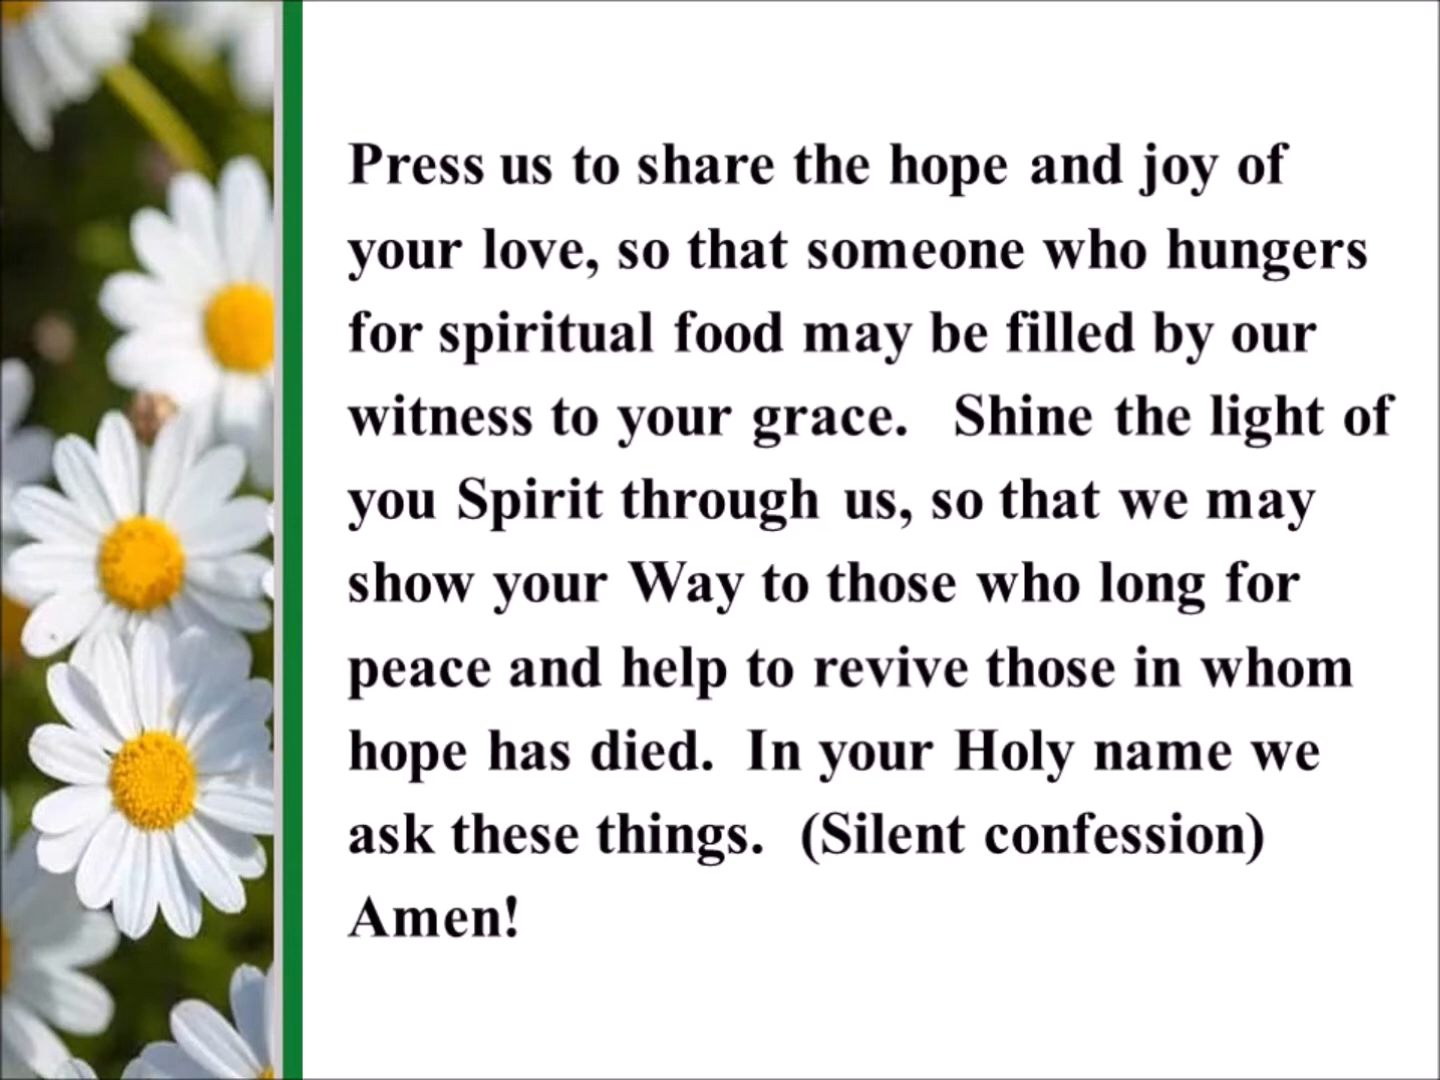 Press us to share the hope and joy of
your love, so that someone who hungers
for spiritual food may be filled by our
witness to your grace.   Shine the light of
you Spirit through us, so that we may
show your Way to those who long for
peace and help to revive those in whom
hope has died.  In your Holy name we
ask these things.  (Silent confession)
Amen!